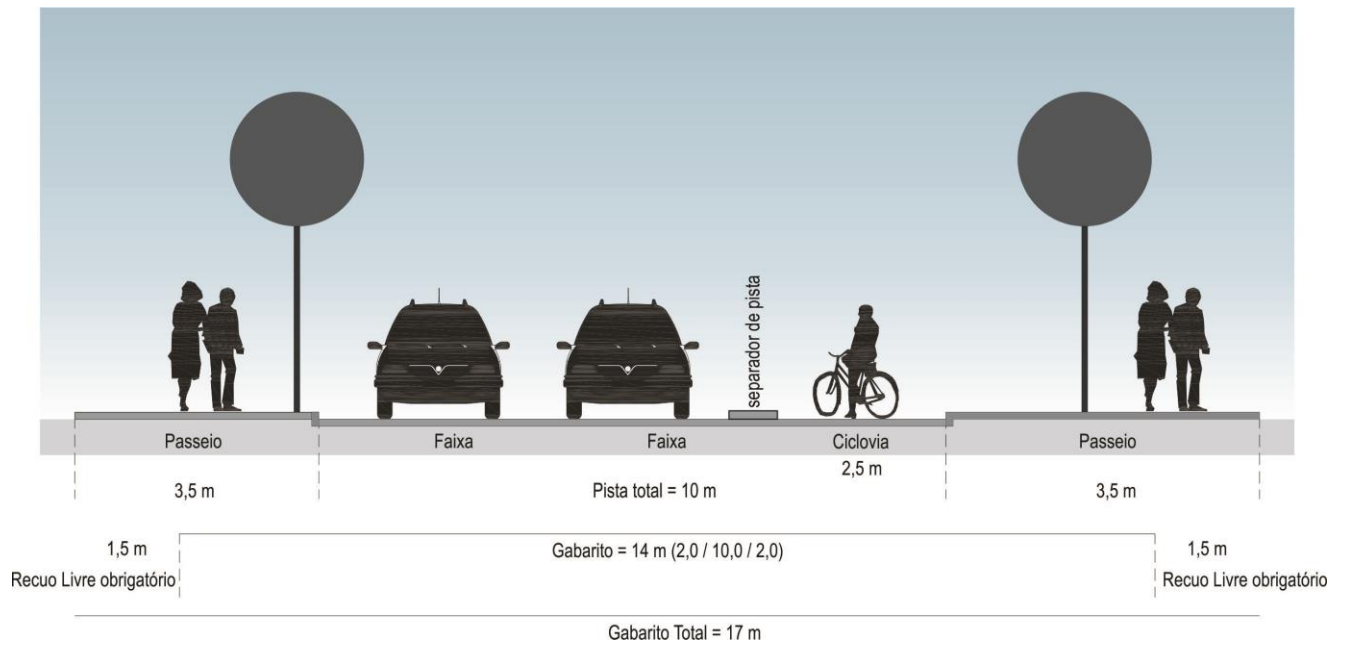 separador de pista
Passeio
Faixa
Faixa
Ciclovia
Passeio
2,5 m
3,5 m
Pista total = 10 m
3,5 m
1,5 m
Recuo Livre obrigatório
Gabarito = 14 m (2,0 / 10,0 / 2,0)
1,5 m
Recuo Livre obrigatório
Gabarito Total = 17 m